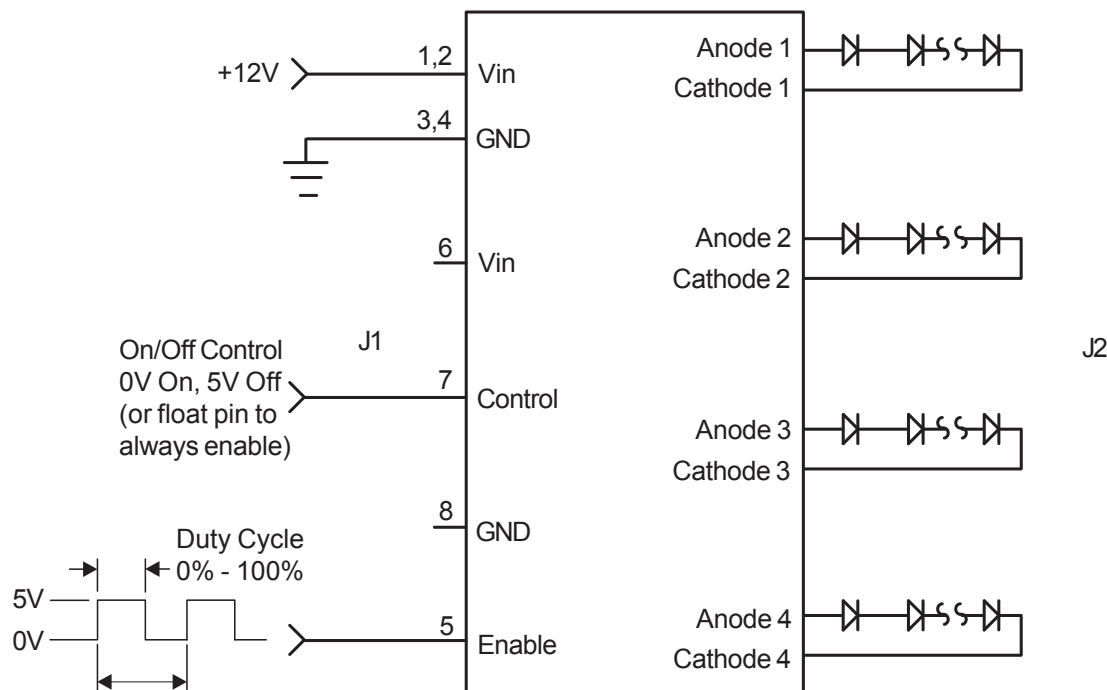 +12V
1,2
Vin
3,4
GND
6
Vin
J1
On/Off Control
0V On, 5V Off
(or float pin to
always enable)
7
Control
8
GND
Duty Cycle
0% - 100%
5V
0V
5
Enable
Anode 1
Cathode 1
Anode 2
Cathode 2
J2
Anode 3
Cathode 3
Anode 4
Cathode 4